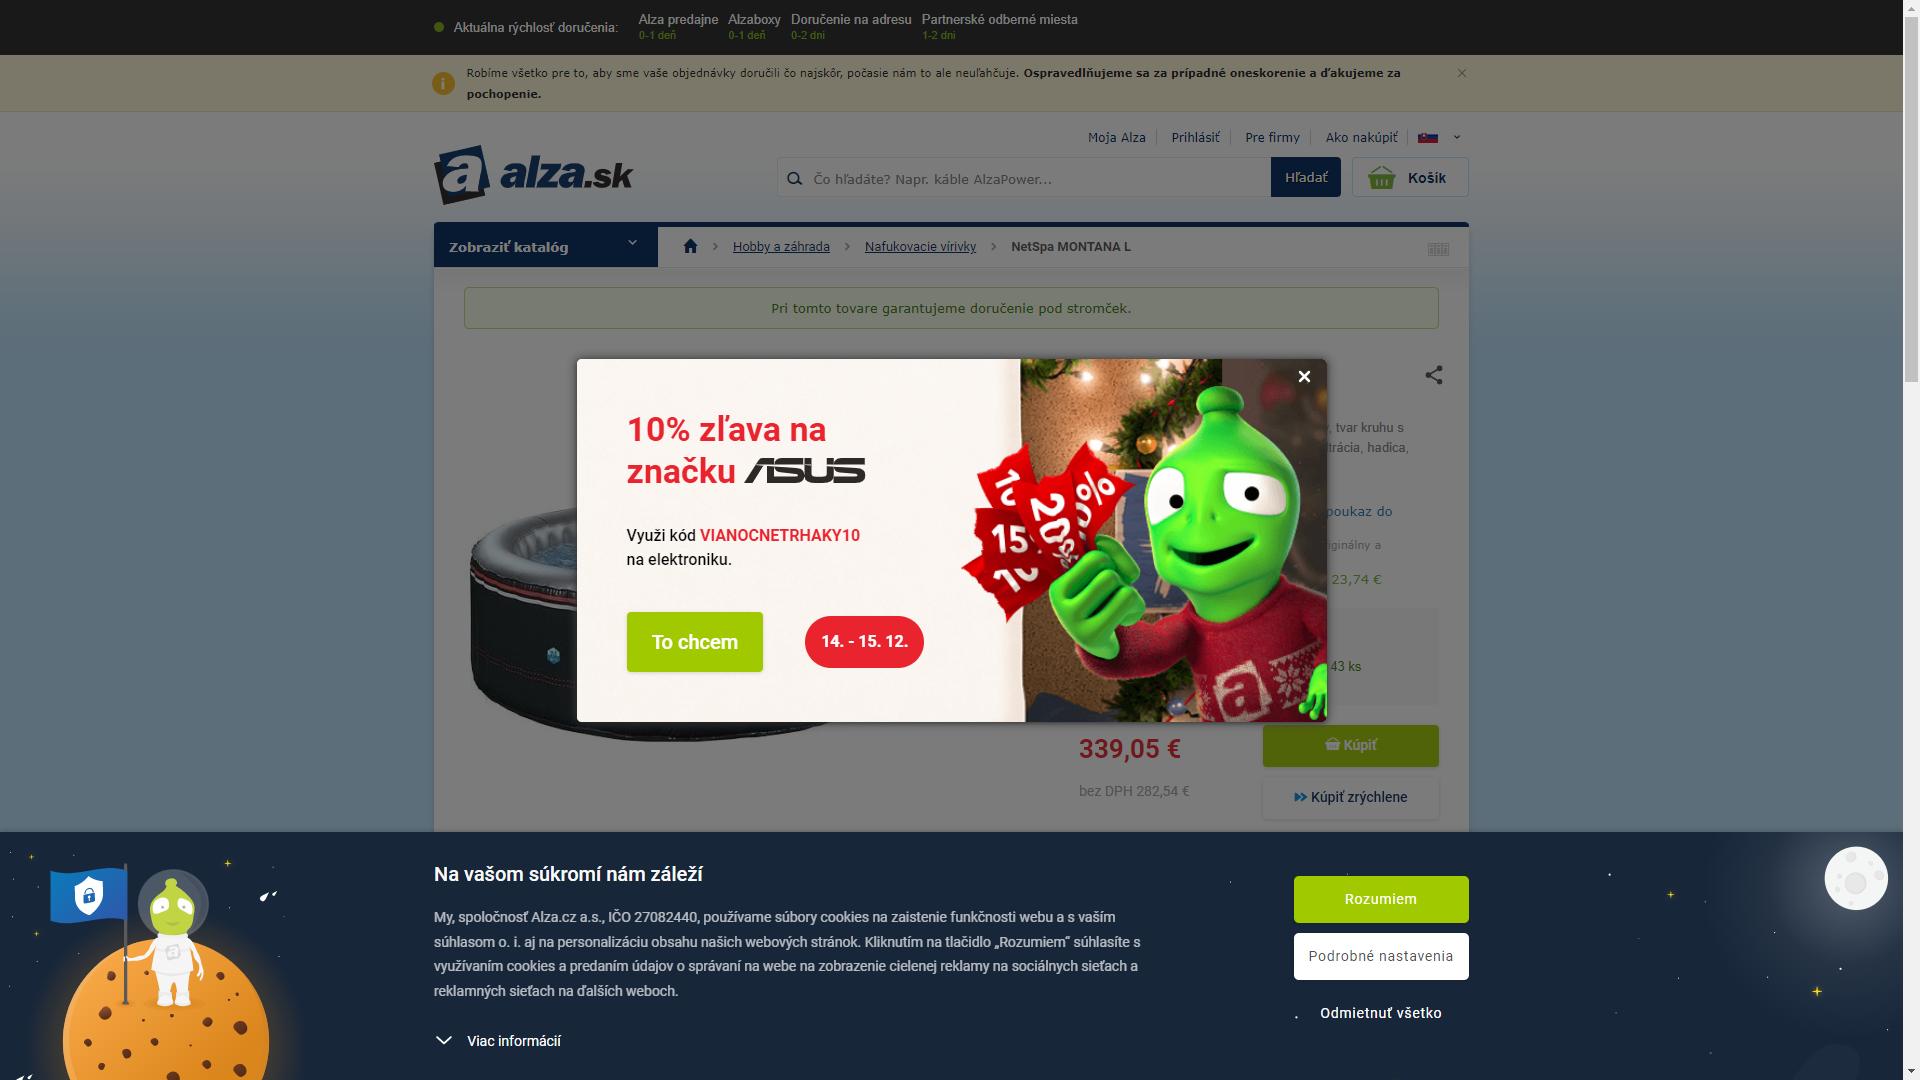 Aktuálna rýchlosť doručenia:
Alza predajne
0-1 deň
Alzaboxy
0-1 deň
Doručenie na adresu
0-2 dni
Partnerské odberné miesta
1-2 dni
Robíme všetko pre to, aby sme vaše objednávky doručili čo najskôr, počasie nám to ale neuľahčuje. Ospravedlňujeme sa za prípadné oneskorenie a ďakujeme za
pochopenie.
Moja Alza
Prihlásiť
Pre firmy
Ako nakúpiť
a alza.sk
Čo hľadáte? Napr. káble AlzaPower...
Hľadať
Košík
Zobraziť katalóg
Hobby a záhrada
Nafukovacie vírivky
NetSpa MONTANA L
Pri tomto tovare garantujeme doručenie pod stromček.
10% zľava na
značku ASUS
Využi kód VIANOCNETRHAKY10
na elektroniku.
To chcem
14. - 15. 12.
15
20%
%
10
a
, tvar kruhu s
hadica,
poukaz do
23,74 €
43 ks
339,05 €
bez DPH 282,54 €
Kúpiť
Kúpiť zrýchlene
Na vašom súkromí nám záleží
My, spoločnosť Alza.cz a.s., IČO 27082440, používame súbory cookies na zaistenie funkčnosti webu a s vaším
súhlasom o. i. aj na personalizáciu obsahu našich webových stránok. Kliknutím na tlačidlo „Rozumiem“ súhlasíte s
využívaním cookies a predaním údajov o správaní na webe na zobrazenie cielenej reklamy na sociálnych sieťach a
reklamných sieťach na ďalších weboch.
Viac informácií
Rozumiem
Podrobné nastavenia
Odmietnuť všetko